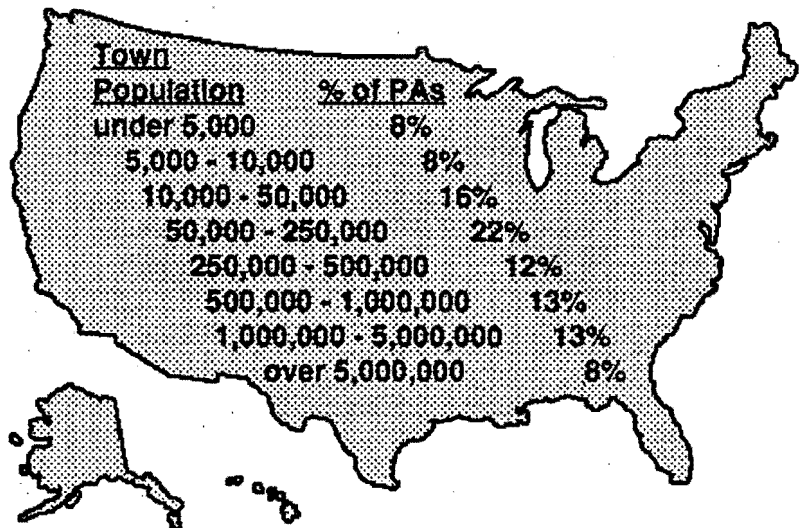 Town
Population % of PAs
under 5,000 8%
5,000 - 10,000 8%
10,000 - 50,000 16%
50,000 - 250,000 22%
250,000 - 500,000 12%
500,000 - 1,000,000 13%
1,000,000 - 5,000,000 13%
over 5,000,000 8%